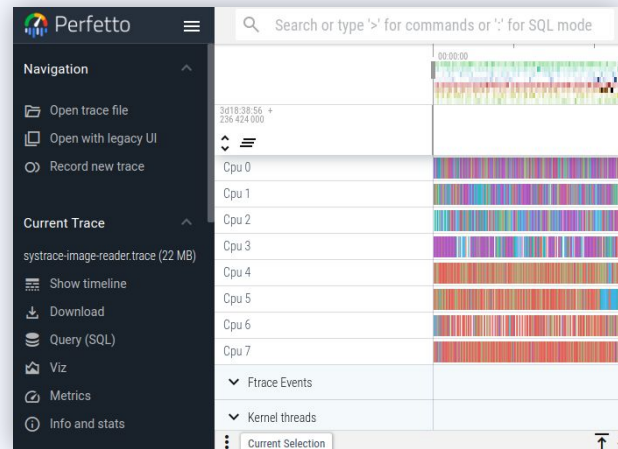 Perfetto
Search or type '>' for commands or ':' for SQL mode
Navigation
Open trace file
Open with legacy UI
Record new trace
Current Trace
systrace-image-reader.trace (22 MB)
Show timeline
Download
Query (SQL)
Viz
Metrics
Info and stats
00:00:00
3d18:38:56 +
236 424 000
Cpu 0
Cpu 1
Cpu 2
Cpu 3
Cpu 4
Cpu 5
Cpu 6
Cpu 7
Ftrace Events
Kernel threads
Current Selection